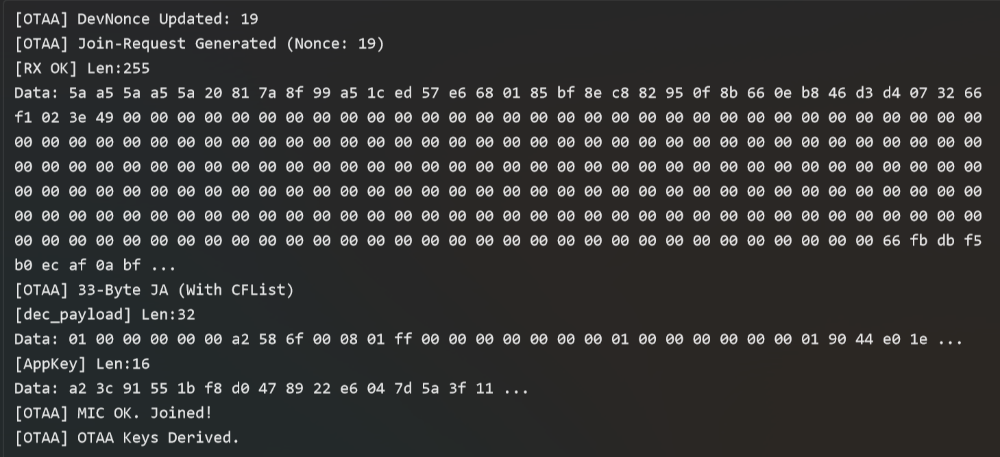 [OTAA] DevNonce Updated: 19
[OTAA] Join-Request Generated (Nonce: 19)
[RX OK] Len:255
Data: 5a a5 5a a5 5a 20 81 7a 8f 99 a5 1c ed 57 e6 68 01 85 bf 8e c8 82 95 0f 8b 66 0e b8 46 d3 d4 07 32 66
f1 02 3e 49 00 00 00 00 00 00 00 00 00 00 00 00 00 00 00 00 00 00 00 00 00 00 00 00 00 00 00 00 00 00 00 00
00 00 00 00 00 00 00 00 00 00 00 00 00 00 00 00 00 00 00 00 00 00 00 00 00 00 00 00 00 00 00 00 00 00 00 00
00 00 00 00 00 00 00 00 00 00 00 00 00 00 00 00 00 00 00 00 00 00 00 00 00 00 00 00 00 00 00 00 00 00 00 00
00 00 00 00 00 00 00 00 00 00 00 00 00 00 00 00 00 00 00 00 00 00 00 00 00 00 00 00 00 00 00 00 00 00 00 00
00 00 00 00 00 00 00 00 00 00 00 00 00 00 00 00 00 00 00 00 00 00 00 00 00 00 00 00 00 00 00 00 00 00 00 00
00 00 00 00 00 00 00 00 00 00 00 00 00 00 00 00 00 00 00 00 00 00 00 00 00 00 00 00 00 00 00 00 66 fb db f5
b0 ec af 0a bf ...
[OTAA] 33-Byte JA (With CFList)
[dec_payload] Len:32
Data: 01 00 00 00 00 00 a2 58 6f 00 08 01 ff 00 00 00 00 00 00 00 01 00 00 00 00 00 00 01 90 44 e0 1e ...
[AppKey] Len:16
Data: a2 3c 91 55 1b f8 d0 47 89 22 e6 04 7d 5a 3f 11 ...
[OTAA] MIC OK. Joined!
[OTAA] OTAA Keys Derived.